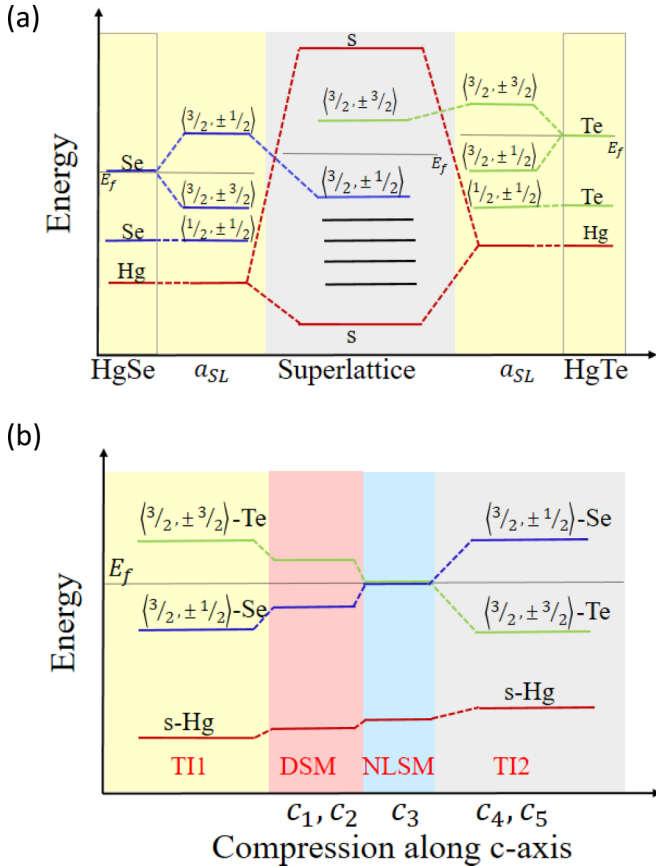 (a)
Energy
s
⟨3/2, ±3/2⟩
⟨3/2, ±1/2⟩
⟨3/2, ±3/2⟩
Te
Se
E_f
E_f
E_f
⟨3/2, ±1/2⟩
⟨3/2, ±3/2⟩
⟨3/2, ±1/2⟩
⟨1/2, ±1/2⟩
Te
Se
⟨1/2, ±1/2⟩
Hg
Hg
s
HgSe
a_SL
Superlattice
a_SL
HgTe
(b)
Energy
⟨3/2, ±3/2⟩-Te
⟨3/2, ±1/2⟩-Se
E_f
⟨3/2, ±1/2⟩-Se
⟨3/2, ±3/2⟩-Te
s-Hg
s-Hg
TI1
DSM
NLSM
TI2
c_1, c_2
c_3
c_4, c_5
Compression along c-axis